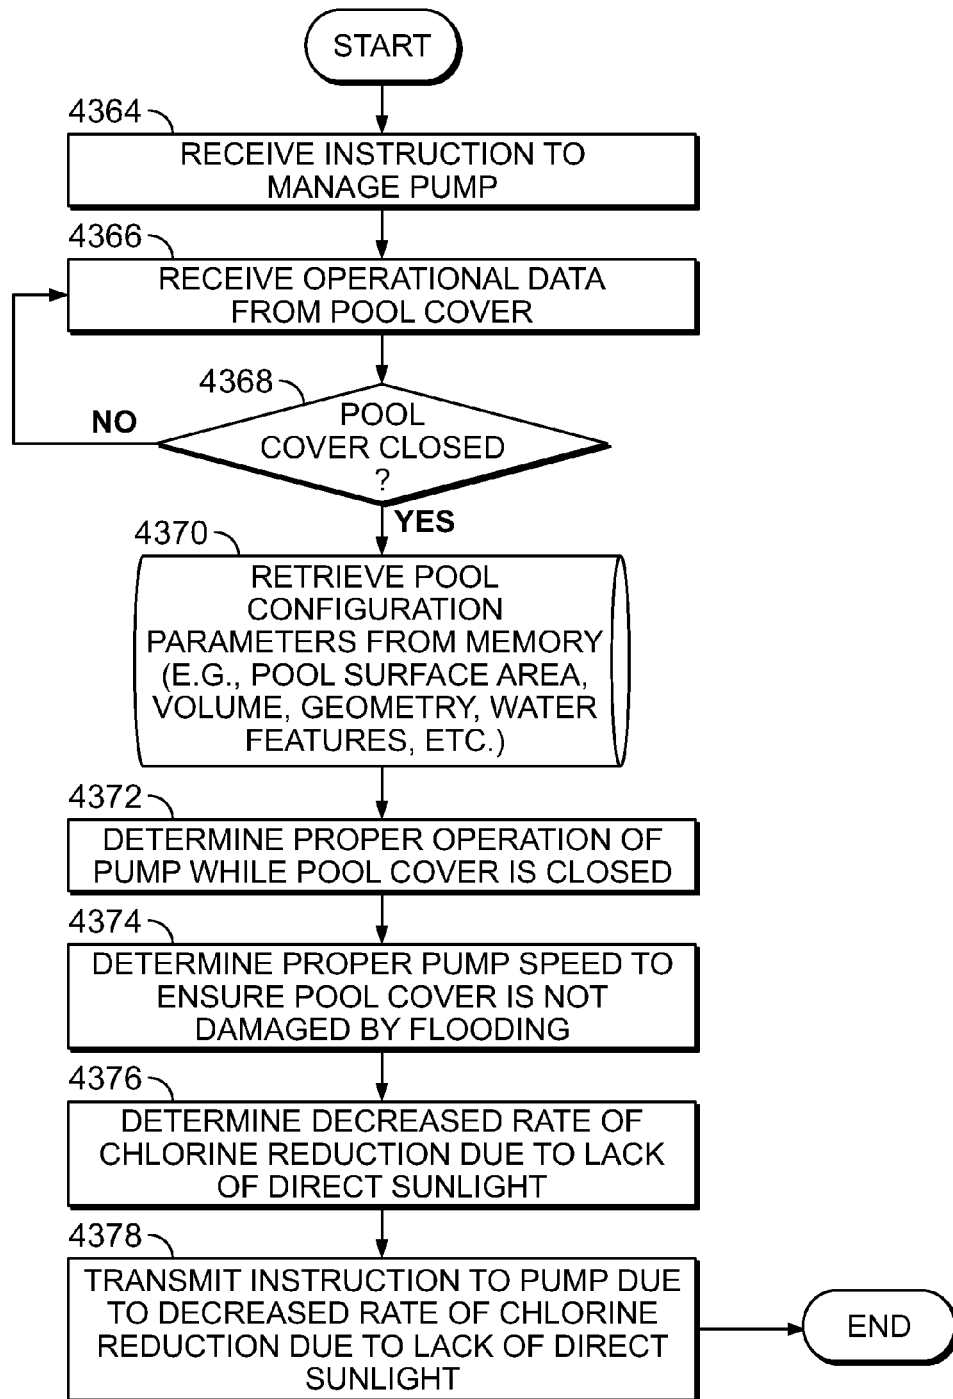 START
4364
RECEIVE INSTRUCTION TO
MANAGE PUMP
4366
RECEIVE OPERATIONAL DATA
FROM POOL COVER
4368
NO
POOL
COVER CLOSED
?
YES
4370
RETRIEVE POOL
CONFIGURATION
PARAMETERS FROM MEMORY
(E.G., POOL SURFACE AREA,
VOLUME, GEOMETRY, WATER
FEATURES, ETC.)
4372
DETERMINE PROPER OPERATION OF
PUMP WHILE POOL COVER IS CLOSED
4374
DETERMINE PROPER PUMP SPEED TO
ENSURE POOL COVER IS NOT
DAMAGED BY FLOODING
4376
DETERMINE DECREASED RATE OF
CHLORINE REDUCTION DUE TO LACK
OF DIRECT SUNLIGHT
4378
TRANSMIT INSTRUCTION TO PUMP DUE
TO DECREASED RATE OF CHLORINE
REDUCTION DUE TO LACK OF DIRECT
SUNLIGHT
END